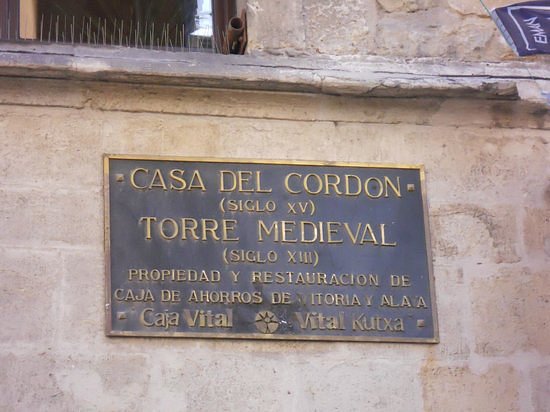 CASA DEL CORDON
(SIGLO XV)
TORRE MEDIEVAL
(SIGLO XIII)
PROPIEDAD Y RESTAURACION DE
CAJA DE AHORROS DE VITORIA Y ALAVA
Caja Vital Vital Kutxa